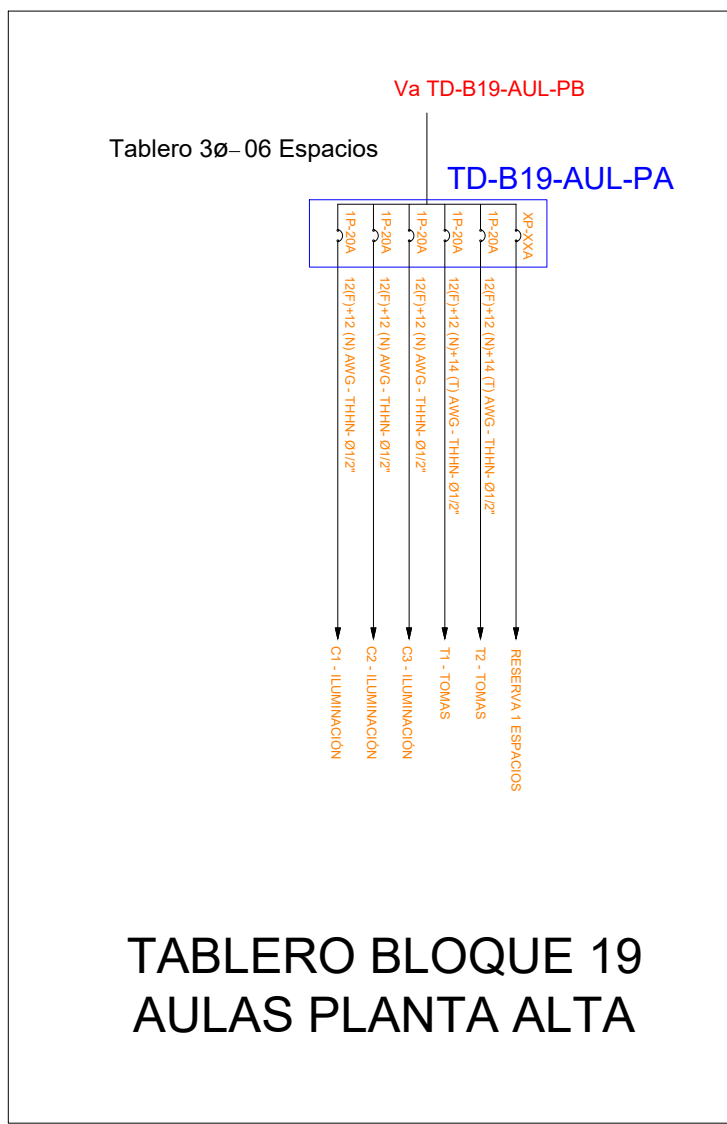 Va TD-B19-AUL-PB
Tablero 3ø– 06 Espacios
TD-B19-AUL-PA
1P-20A
1P-20A
1P-20A
1P-20A
1P-20A
XP-XXA
12(F)+12 (N) AWG - THHN- Ø1/2"
12(F)+12 (N) AWG - THHN- Ø1/2"
12(F)+12 (N) AWG - THHN- Ø1/2"
12(F)+12 (N)+14 (T) AWG - THHN- Ø1/2"
12(F)+12 (N)+14 (T) AWG - THHN- Ø1/2"
C1 - ILUMINACIÓN
C2 - ILUMINACIÓN
C3 - ILUMINACIÓN
T1 - TOMAS
T2 - TOMAS
RESERVA 1 ESPACIOS
TABLERO BLOQUE 19
AULAS PLANTA ALTA